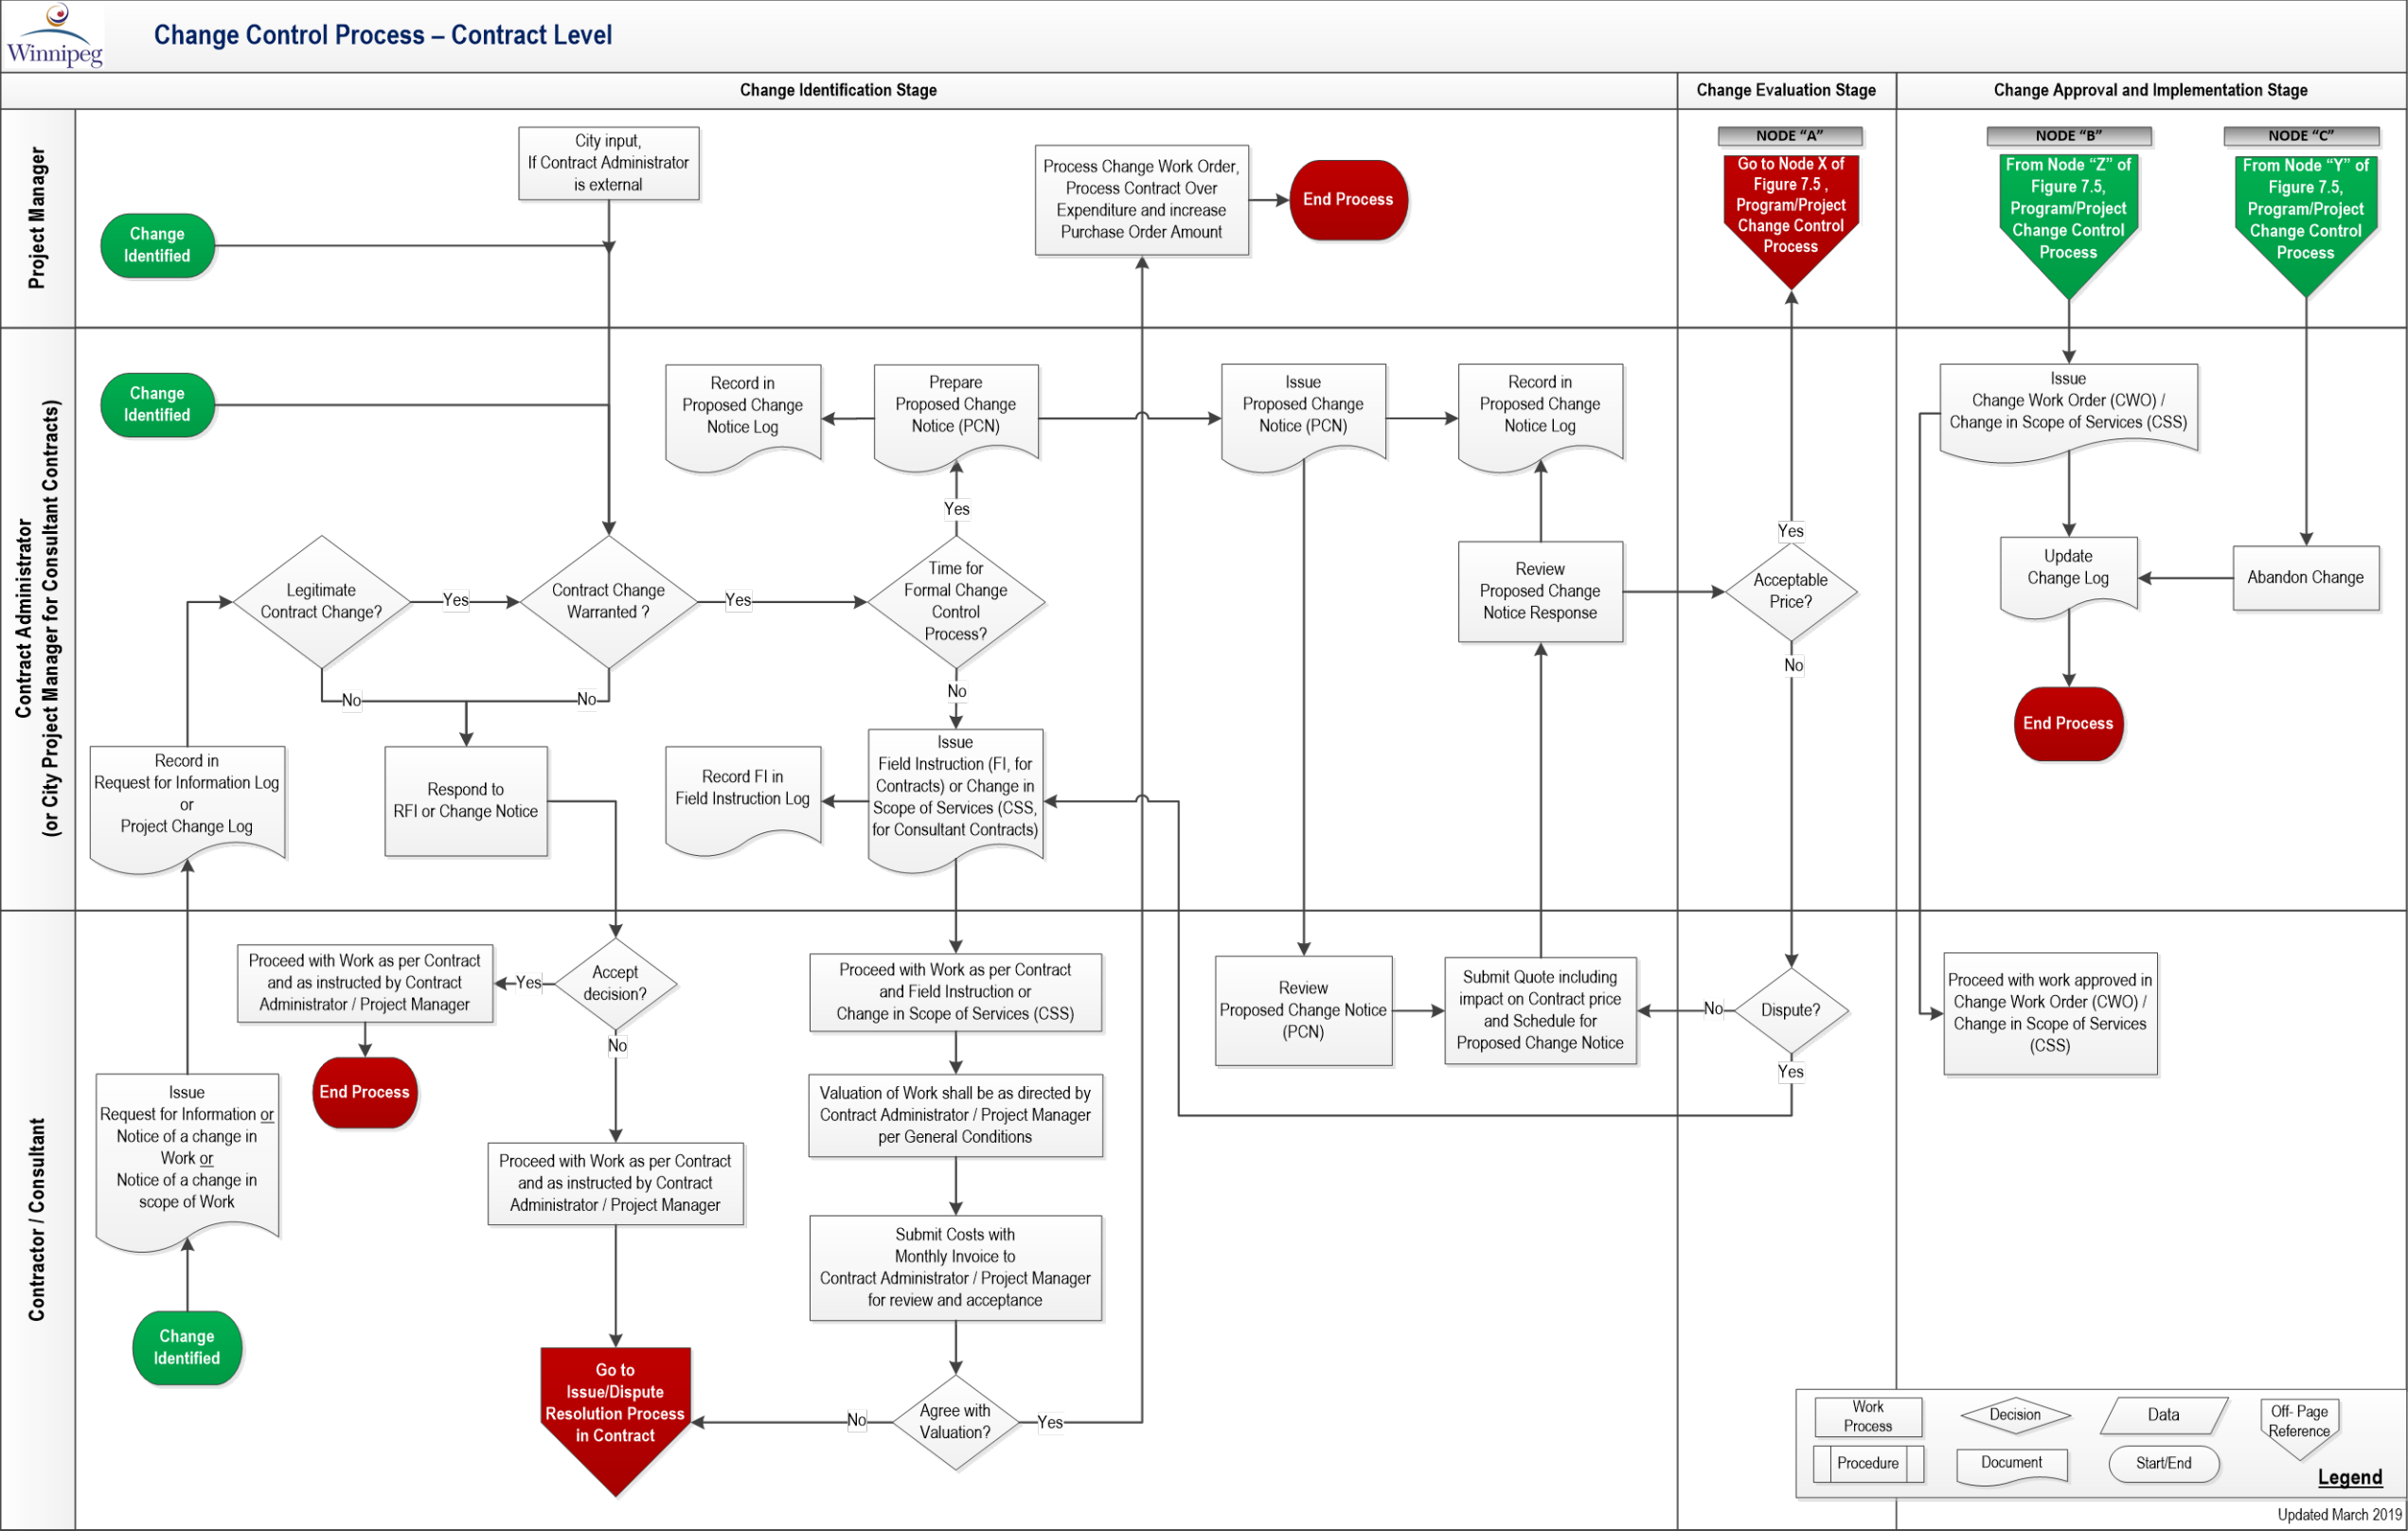 Winnipeg
Change Control Process – Contract Level
Change Identification Stage
Change Evaluation Stage
Change Approval and Implementation Stage
Project Manager
City input,
If Contract Administrator
is external
Change
Identified
Process Change Work Order,
Process Contract Over
Expenditure and increase
Purchase Order Amount
End Process
NODE “A”
Go to Node X of
Figure 7.5 ,
Program/Project
Change Control
Process
NODE “B”
From Node “Z” of
Figure 7.5,
Program/Project
Change Control
Process
NODE “C”
From Node “Y” of
Figure 7.5,
Program/Project
Change Control
Process
Contract Administrator
(or City Project Manager for Consultant Contracts)
Change
Identified
Record in
Proposed Change
Notice Log
Prepare
Proposed Change
Notice (PCN)
Issue
Proposed Change
Notice (PCN)
Record in
Proposed Change
Notice Log
Issue
Change Work Order (CWO) /
Change in Scope of Services (CSS)
Yes
Yes
Legitimate
Contract Change?
Yes
Contract Change
Warranted ?
Yes
Time for
Formal Change
Control
Process?
Review
Proposed Change
Notice Response
Acceptable
Price?
Update
Change Log
Abandon Change
No
No
No
No
End Process
Record in
Request for Information Log
or
Project Change Log
Respond to
RFI or Change Notice
Record FI in
Field Instruction Log
Issue
Field Instruction (FI, for
Contracts) or Change in
Scope of Services (CSS,
for Consultant Contracts)
Contractor / Consultant
Proceed with Work as per Contract
and as instructed by Contract
Administrator / Project Manager
Yes
Accept
decision?
No
End Process
Proceed with Work as per Contract
and Field Instruction or
Change in Scope of Services (CSS)
Review
Proposed Change Notice
(PCN)
Submit Quote including
impact on Contract price
and Schedule for
Proposed Change Notice
No
Dispute?
Yes
Proceed with work approved in
Change Work Order (CWO) /
Change in Scope of Services
(CSS)
Issue
Request for Information or
Notice of a change in
Work or
Notice of a change in
scope of Work
Valuation of Work shall be as directed by
Contract Administrator / Project Manager
per General Conditions
Proceed with Work as per Contract
and as instructed by Contract
Administrator / Project Manager
Submit Costs with
Monthly Invoice to
Contract Administrator / Project Manager
for review and acceptance
Change
Identified
Go to
Issue/Dispute
Resolution Process
in Contract
No
Agree with
Valuation?
Yes
Work
Process
Decision
Data
Off- Page
Reference
Procedure
Document
Start/End
Legend
Updated March 2019